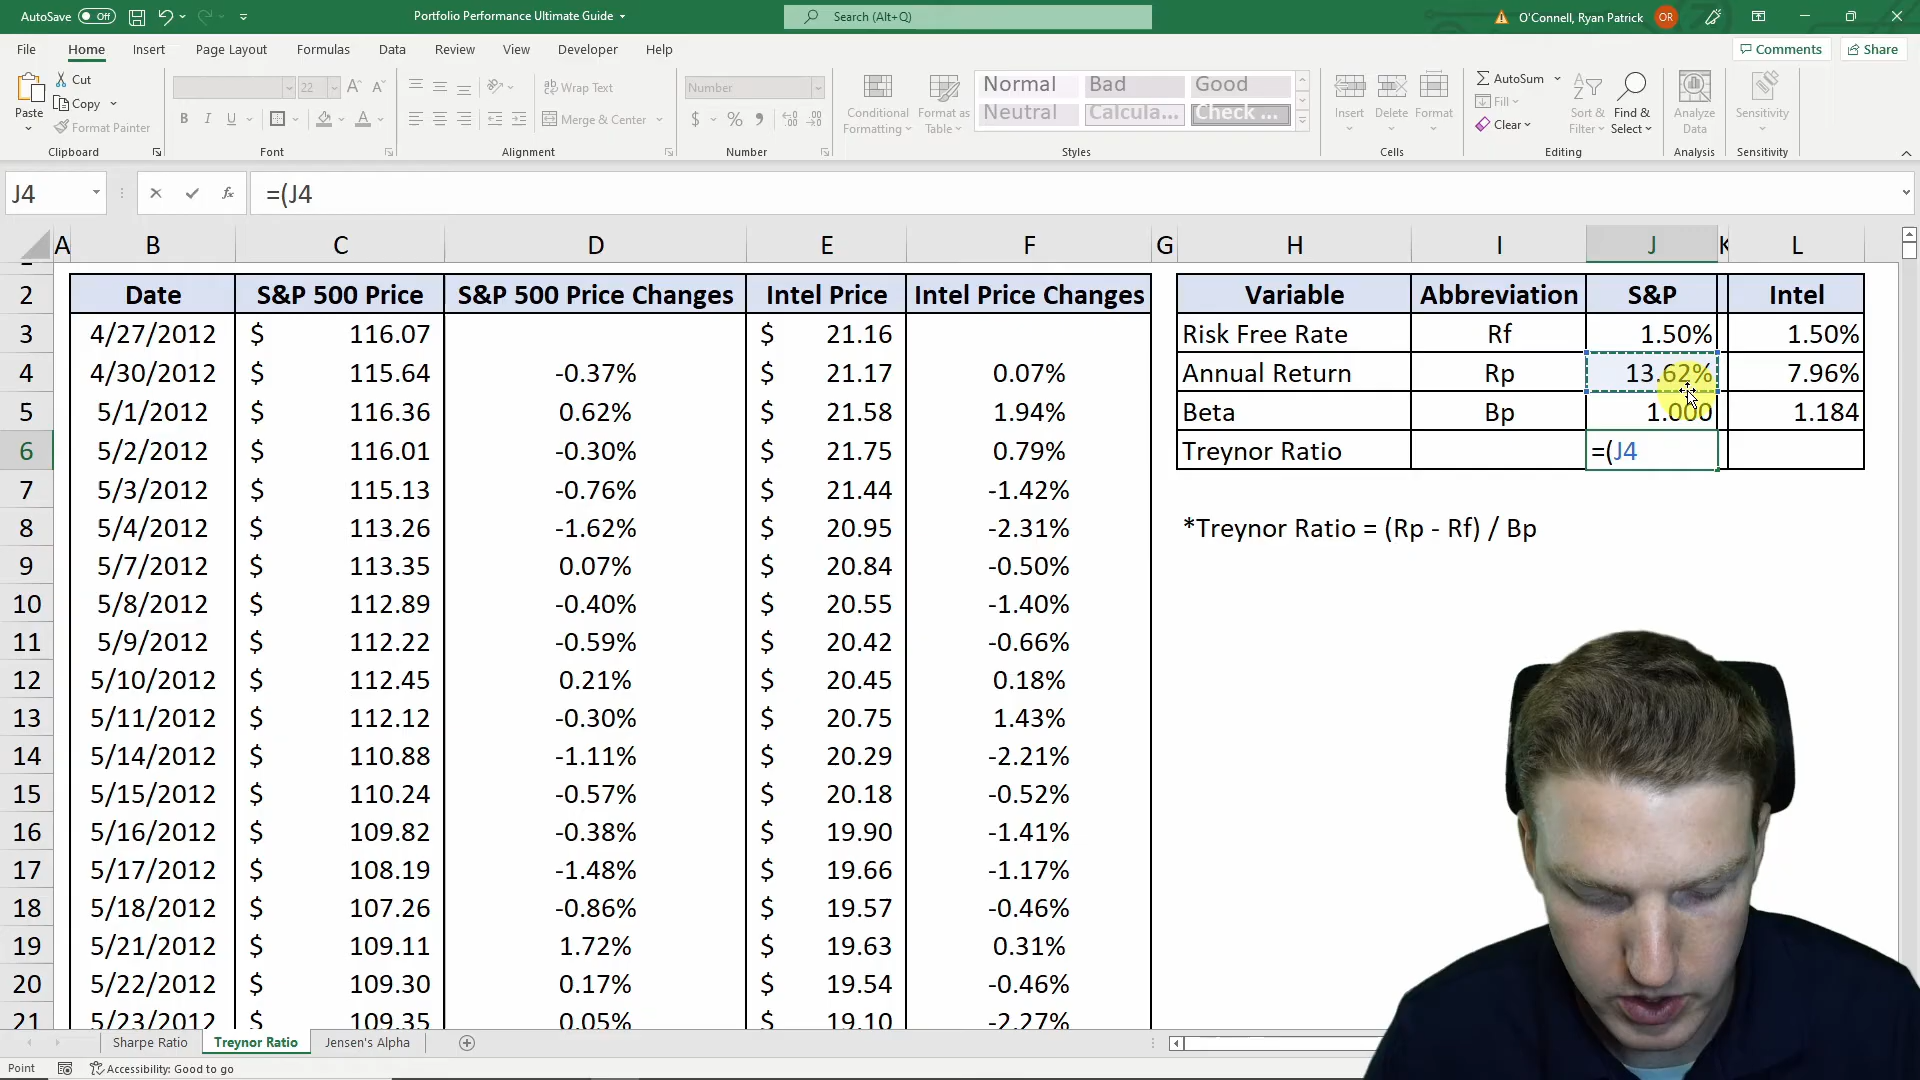 AutoSave Off Portfolio Performance Ultimate Guide Search (Alt+Q) O'Connell, Ryan Patrick OR
File Home Insert Page Layout Formulas Data Review View Developer Help Comments Share
Paste Cut Copy Format Painter
22 Wrap Text Merge & Center
Number
Conditional Formatting Format as Table
Normal Bad Good
Neutral Calcula... Check ...
Insert Delete Format
AutoSum Fill Clear Sort & Filter Find & Select
Analyze Data Sensitivity
Clipboard Font Alignment Number Styles Cells Editing Analysis Sensitivity
J4 fx =(J4
A B C D E F G H I J K L
2 Date S&P 500 Price S&P 500 Price Changes Intel Price Intel Price Changes Variable Abbreviation S&P Intel
3 4/27/2012 $ 116.07 $ 21.16 Risk Free Rate Rf 1.50% 1.50%
4 4/30/2012 $ 115.64 -0.37% $ 21.17 0.07% Annual Return Rp 13.62% 7.96%
5 5/1/2012 $ 116.36 0.62% $ 21.58 1.94% Beta Bp 1.000 1.184
6 5/2/2012 $ 116.01 -0.30% $ 21.75 0.79% Treynor Ratio =(J4
7 5/3/2012 $ 115.13 -0.76% $ 21.44 -1.42%
8 5/4/2012 $ 113.26 -1.62% $ 20.95 -2.31% *Treynor Ratio = (Rp - Rf) / Bp
9 5/7/2012 $ 113.35 0.07% $ 20.84 -0.50%
10 5/8/2012 $ 112.89 -0.40% $ 20.55 -1.40%
11 5/9/2012 $ 112.22 -0.59% $ 20.42 -0.66%
12 5/10/2012 $ 112.45 0.21% $ 20.45 0.18%
13 5/11/2012 $ 112.12 -0.30% $ 20.75 1.43%
14 5/14/2012 $ 110.88 -1.11% $ 20.29 -2.21%
15 5/15/2012 $ 110.24 -0.57% $ 20.18 -0.52%
16 5/16/2012 $ 109.82 -0.38% $ 19.90 -1.41%
17 5/17/2012 $ 108.19 -1.48% $ 19.66 -1.17%
18 5/18/2012 $ 107.26 -0.86% $ 19.57 -0.46%
19 5/21/2012 $ 109.11 1.72% $ 19.63 0.31%
20 5/22/2012 $ 109.30 0.17% $ 19.54 -0.46%
21 5/23/2012 $ 109.35 0.05% $ 19.10 -2.27%
Sharpe Ratio Treynor Ratio Jensen's Alpha
Point Accessibility: Good to go